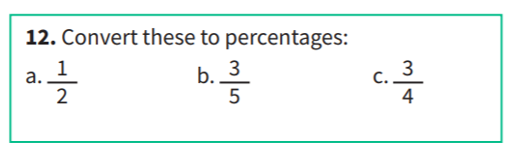 12. Convert these to percentages:
a. 1/2 b. 3/5 c. 3/4